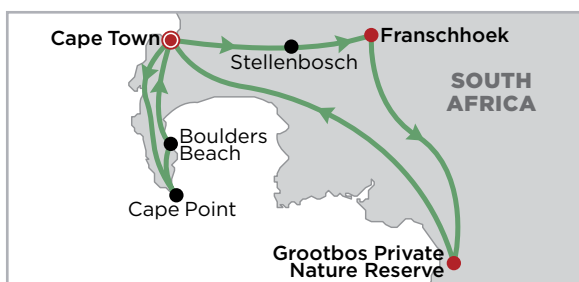 Cape Town
Franschhoek
Stellenbosch
SOUTH
AFRICA
Boulders
Beach
Cape Point
Grootbos Private
Nature Reserve